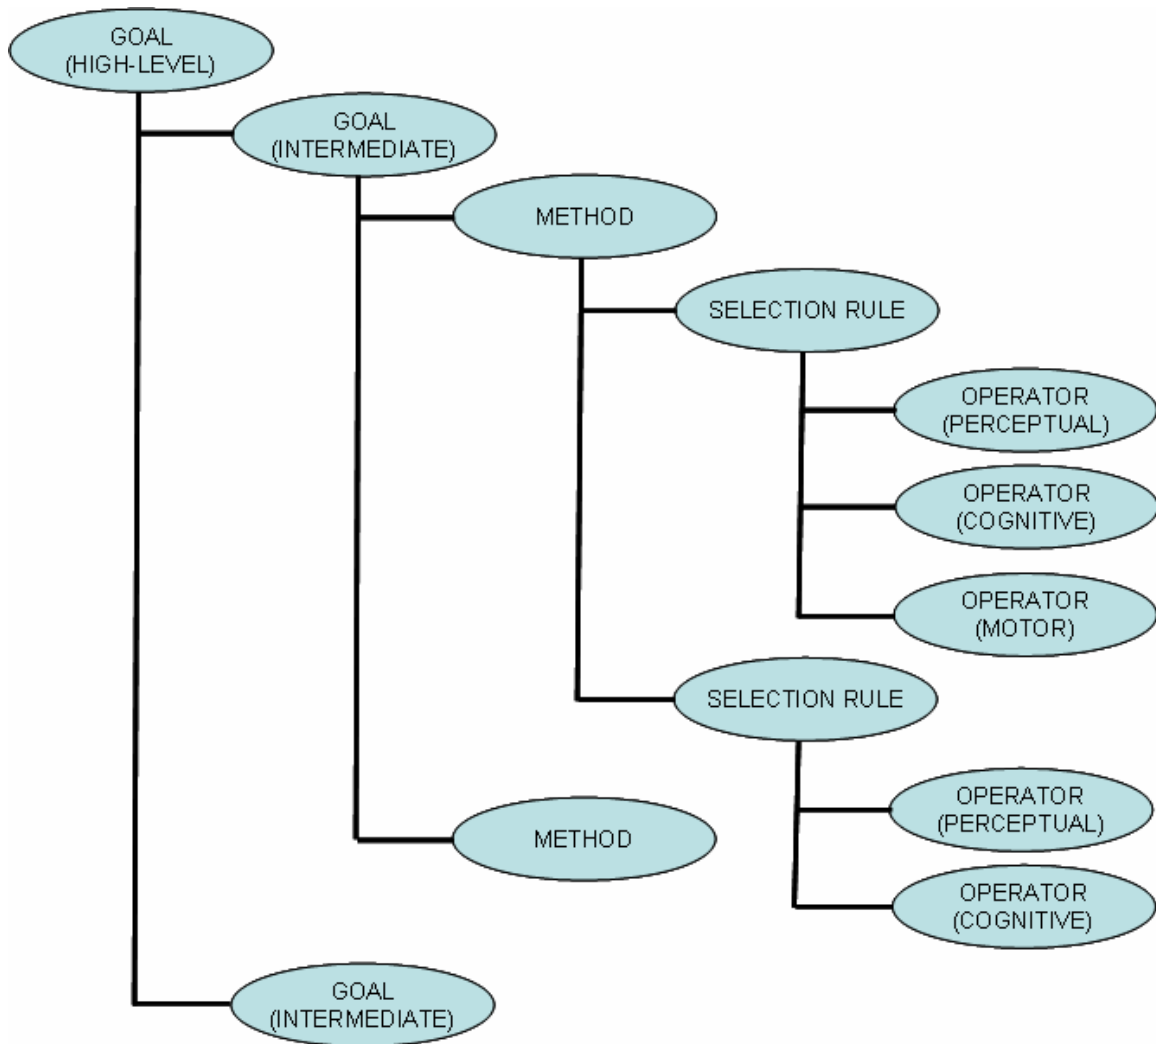 GOAL
(HIGH-LEVEL)
GOAL
(INTERMEDIATE)
METHOD
SELECTION RULE
OPERATOR
(PERCEPTUAL)
OPERATOR
(COGNITIVE)
OPERATOR
(MOTOR)
SELECTION RULE
OPERATOR
(PERCEPTUAL)
METHOD
OPERATOR
(COGNITIVE)
GOAL
(INTERMEDIATE)